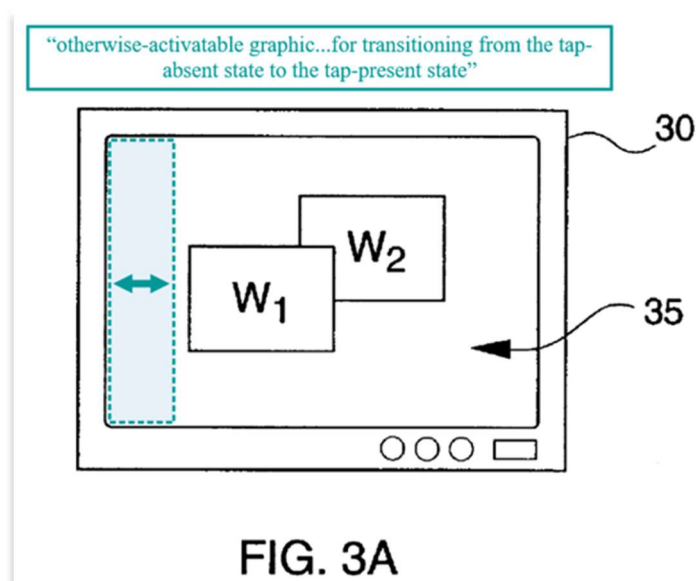 “otherwise-activatable graphic...for transitioning from the tap-
absent state to the tap-present state”
30
W2
W1
35
FIG. 3A